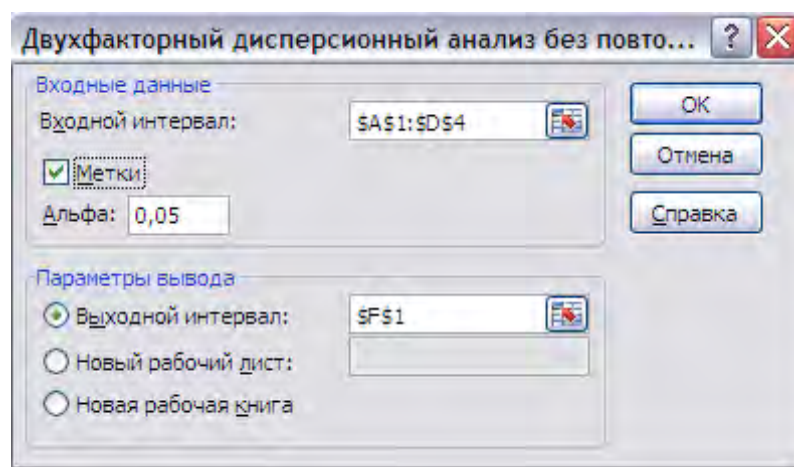 Двухфакторный дисперсионный анализ без повто...
Входные данные
Входной интервал: $A$1:$D$4
Метки
Альфа: 0,05
ОК
Отмена
Справка
Параметры вывода
Выходной интервал: $F$1
Новый рабочий лист:
Новая рабочая книга